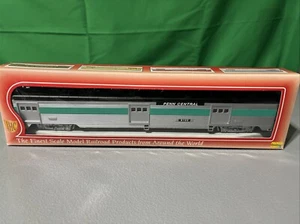 PENN CENTRAL
The Finest Scale Model Railroad Products from Around the World